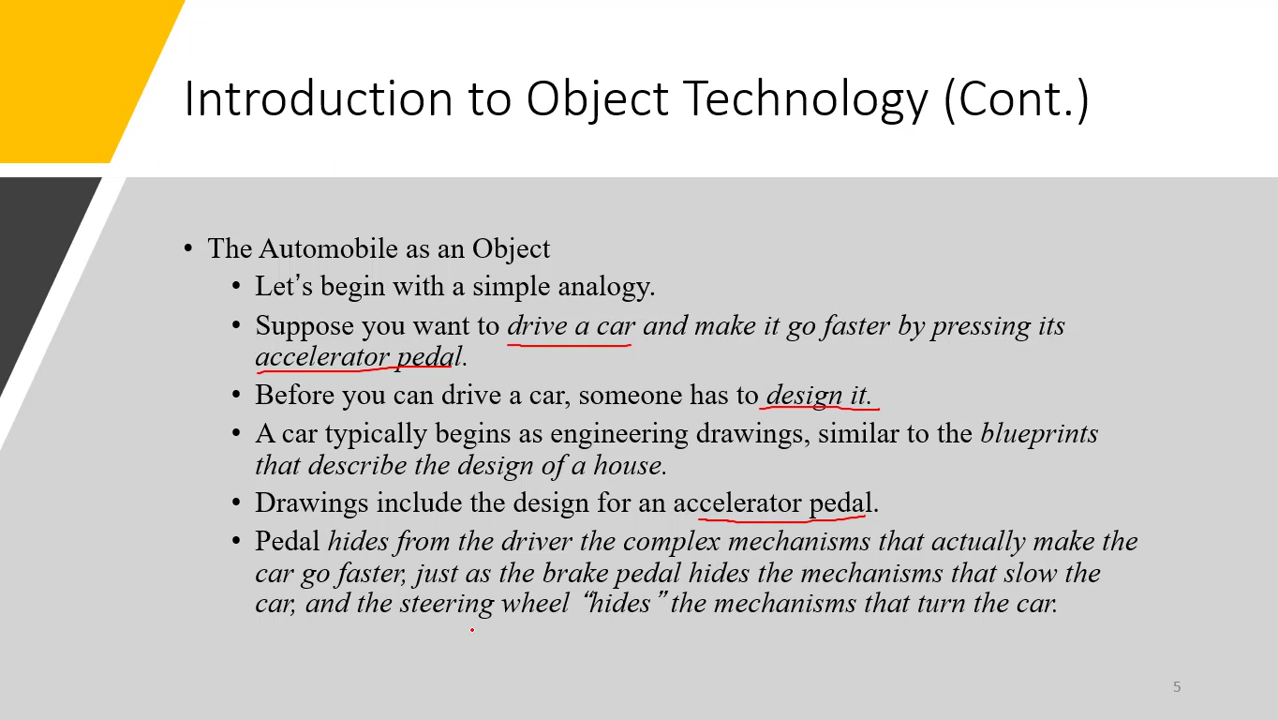 Introduction to Object Technology (Cont.)
• The Automobile as an Object
• Let’s begin with a simple analogy.
• Suppose you want to drive a car and make it go faster by pressing its
accelerator pedal.
• Before you can drive a car, someone has to design it.
• A car typically begins as engineering drawings, similar to the blueprints
that describe the design of a house.
• Drawings include the design for an accelerator pedal.
• Pedal hides from the driver the complex mechanisms that actually make the
car go faster, just as the brake pedal hides the mechanisms that slow the
car, and the steering wheel “hides” the mechanisms that turn the car.
5